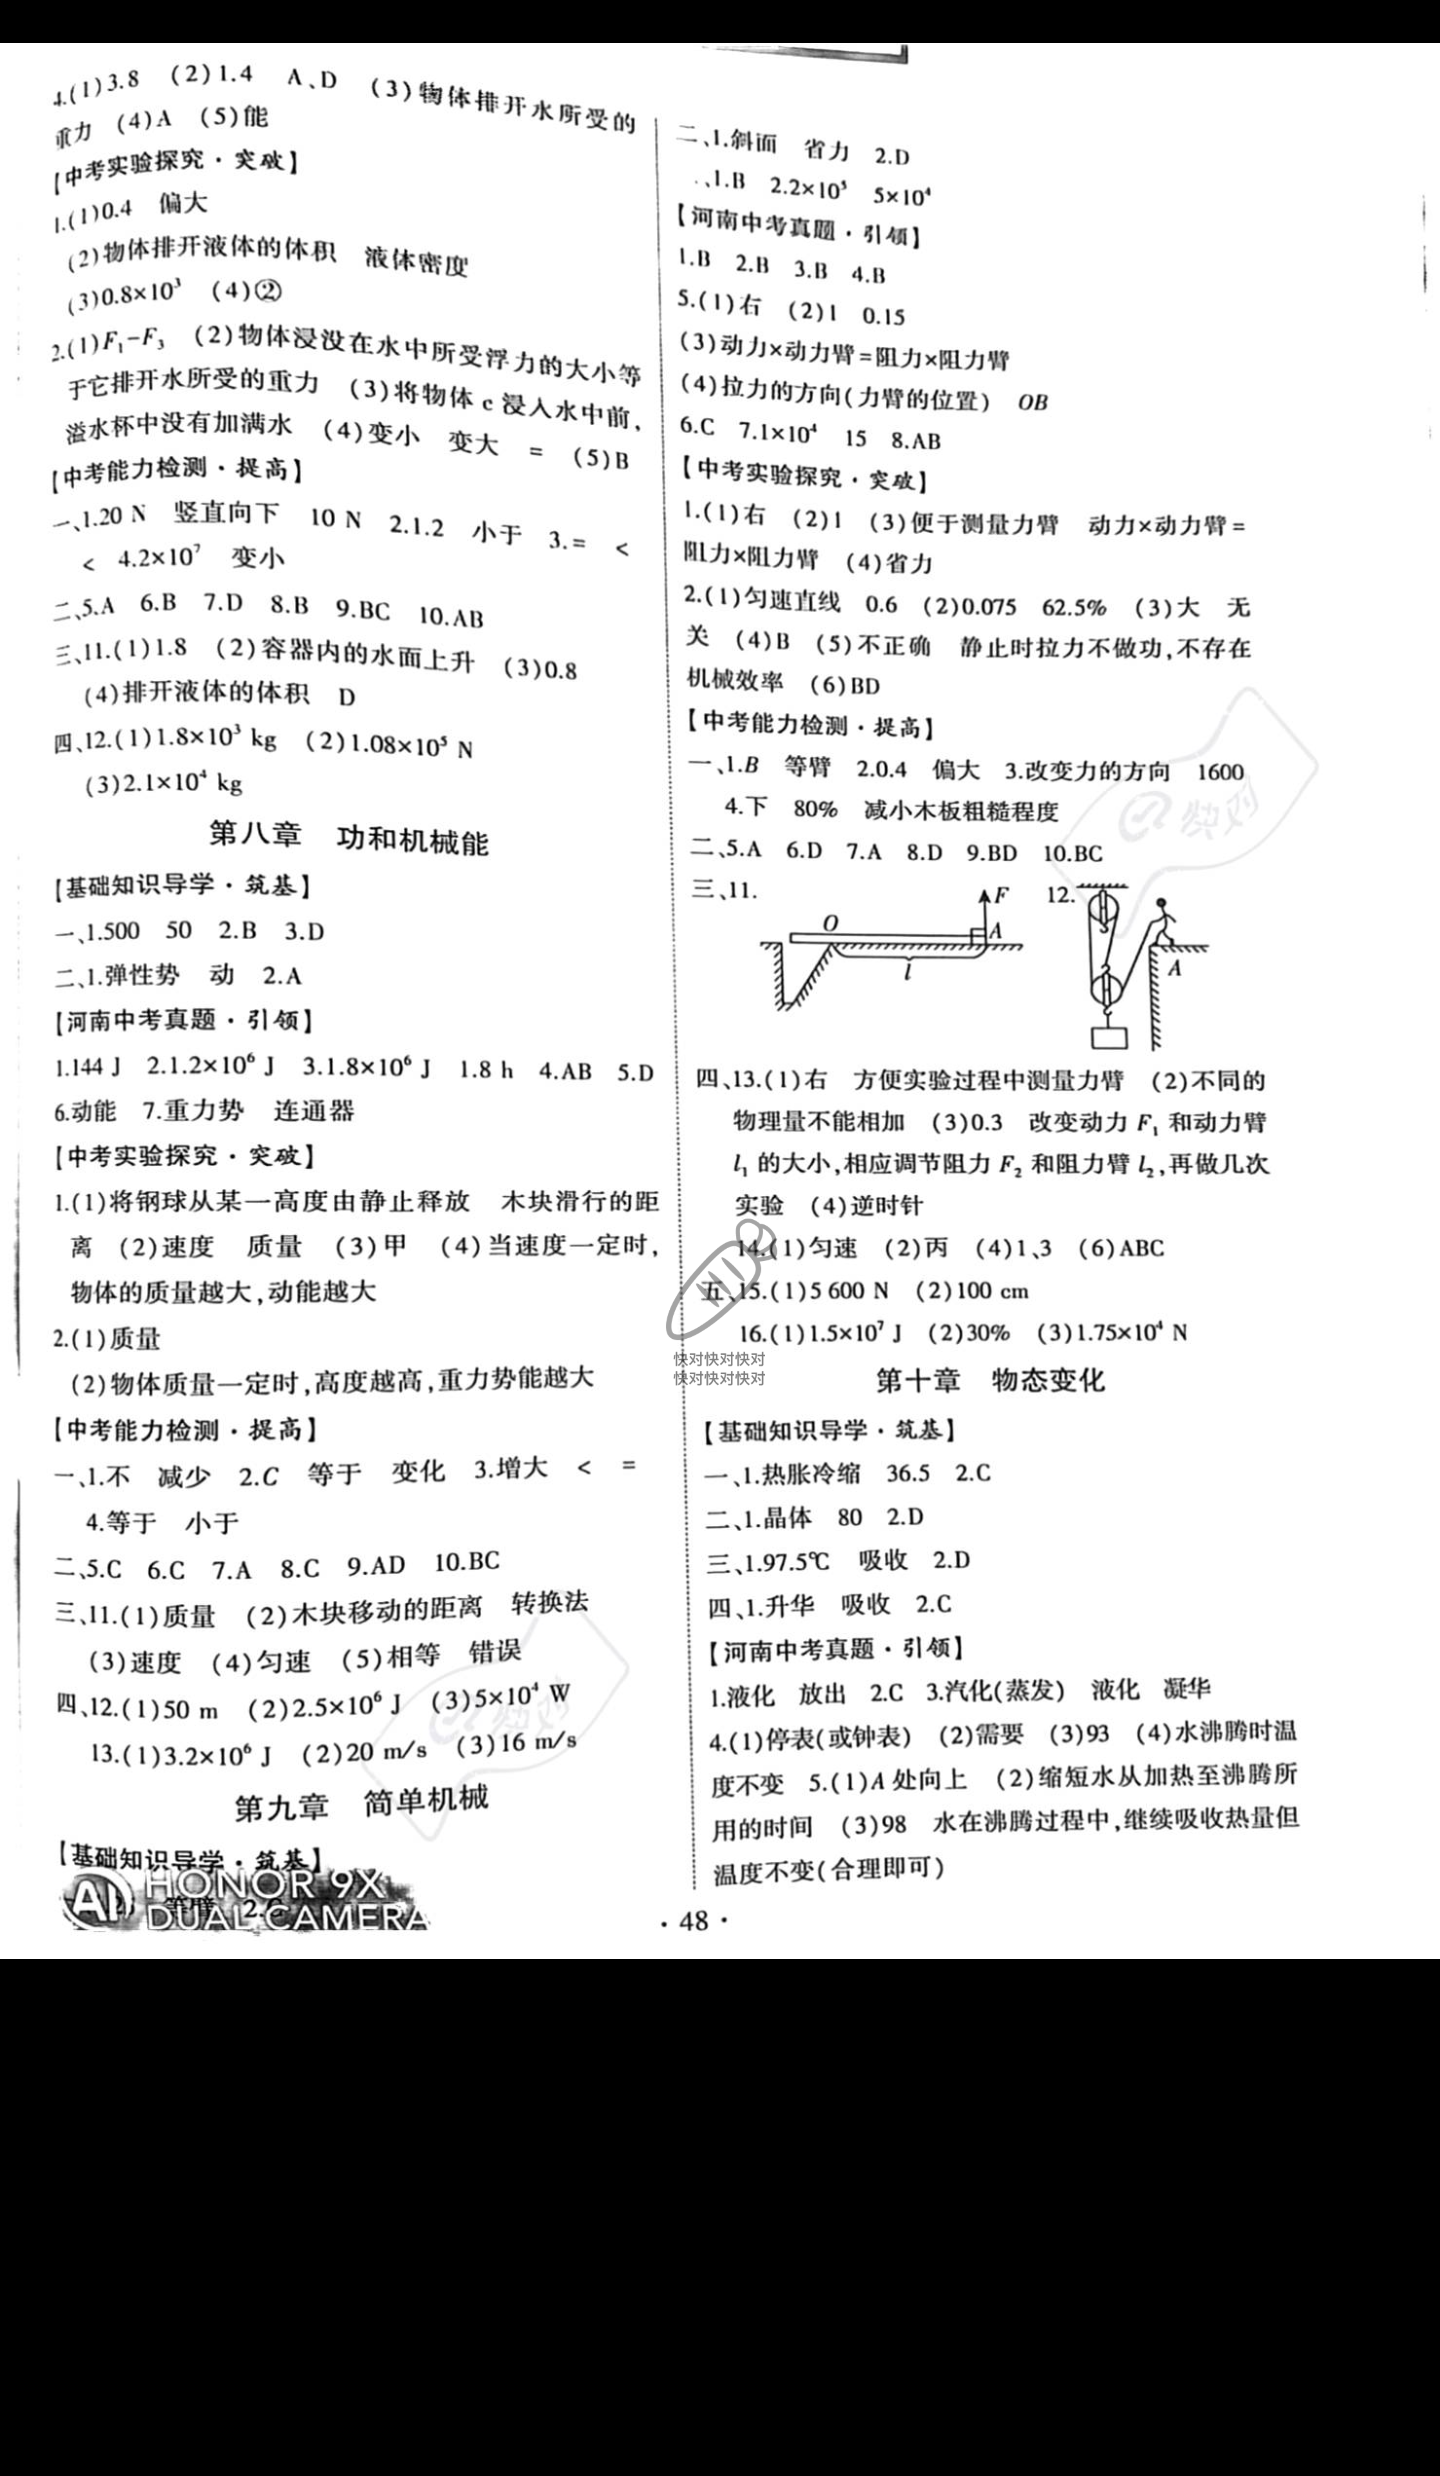 4.(1)3.8 (2)1.4 A、D (3)物体排开水所受的
重力 (4)A (5)能
【中考实验探究·突破】
1.(1)0.4 偏大
(2)物体排开液体的体积 液体密度
(3)0.8×10³ (4)②
2.(1)F₁-F₃ (2)物体浸没在水中所受浮力的大小等
于它排开水所受的重力 (3)将物体 c 浸入水中前,
溢水杯中没有加满水 (4)变小 变大 = (5)B
【中考能力检测·提高】
一、1.20 N 竖直向下 10 N 2.1.2 小于 3.= <
< 4.2×10⁷ 变小
二、5.A 6.B 7.D 8.B 9.BC 10.AB
三、11.(1)1.8 (2)容器内的水面上升 (3)0.8
(4)排开液体的体积 D
四、12.(1)1.8×10³ kg (2)1.08×10⁵ N
(3)2.1×10⁴ kg
第八章 功和机械能
【基础知识导学·筑基】
一、1.500 50 2.B 3.D
二、1.弹性势 动 2.A
【河南中考真题·引领】
1.144 J 2.1.2×10⁶ J 3.1.8×10⁶ J 1.8 h 4.AB 5.D
6.动能 7.重力势 连通器
【中考实验探究·突破】
1.(1)将钢球从某一高度由静止释放 木块滑行的距
离 (2)速度 质量 (3)甲 (4)当速度一定时,
物体的质量越大,动能越大
2.(1)质量
(2)物体质量一定时,高度越高,重力势能越大
【中考能力检测·提高】
一、1.不 减少 2.C 等于 变化 3.增大 < =
4.等于 小于
二、5.C 6.C 7.A 8.C 9.AD 10.BC
三、11.(1)质量 (2)木块移动的距离 转换法
(3)速度 (4)匀速 (5)相等 错误
四、12.(1)50 m (2)2.5×10⁶ J (3)5×10⁴ W
13.(1)3.2×10⁶ J (2)20 m/s (3)16 m/s
第九章 简单机械
【基础知识导学·筑基】
等臂
AI HONOR 9X
DUAL CAMERA
二、1.斜面 省力 2.D
、1.B 2.2×10⁵ 5×10⁴
【河南中考真题·引领】
1.B 2.B 3.B 4.B
5.(1)右 (2)1 0.15
(3)动力×动力臂=阻力×阻力臂
(4)拉力的方向(力臂的位置) OB
6.C 7.1×10⁴ 15 8.AB
【中考实验探究·突破】
1.(1)右 (2)1 (3)便于测量力臂 动力×动力臂=
阻力×阻力臂 (4)省力
2.(1)匀速直线 0.6 (2)0.075 62.5% (3)大 无
关 (4)B (5)不正确 静止时拉力不做功,不存在
机械效率 (6)BD
【中考能力检测·提高】
一、1.B 等臂 2.0.4 偏大 3.改变力的方向 1600
4.下 80% 减小木板粗糙程度
二、5.A 6.D 7.A 8.D 9.BD 10.BC
三、11. F 12.
O A
l A
四、13.(1)右 方便实验过程中测量力臂 (2)不同的
物理量不能相加 (3)0.3 改变动力 F₁ 和动力臂
l₁ 的大小,相应调节阻力 F₂ 和阻力臂 l₂,再做几次
实验 (4)逆时针
14.(1)匀速 (2)丙 (4)1、3 (6)ABC
五、15.(1)5 600 N (2)100 cm
16.(1)1.5×10⁷ J (2)30% (3)1.75×10⁴ N
快对快对快对
快对快对快对
第十章 物态变化
【基础知识导学·筑基】
一、1.热胀冷缩 36.5 2.C
二、1.晶体 80 2.D
三、1.97.5℃ 吸收 2.D
四、1.升华 吸收 2.C
【河南中考真题·引领】
1.液化 放出 2.C 3.汽化(蒸发) 液化 凝华
4.(1)停表(或钟表) (2)需要 (3)93 (4)水沸腾时温
度不变 5.(1)A 处向上 (2)缩短水从加热至沸腾所
用的时间 (3)98 水在沸腾过程中,继续吸收热量但
温度不变(合理即可)
·48·
快对
快对